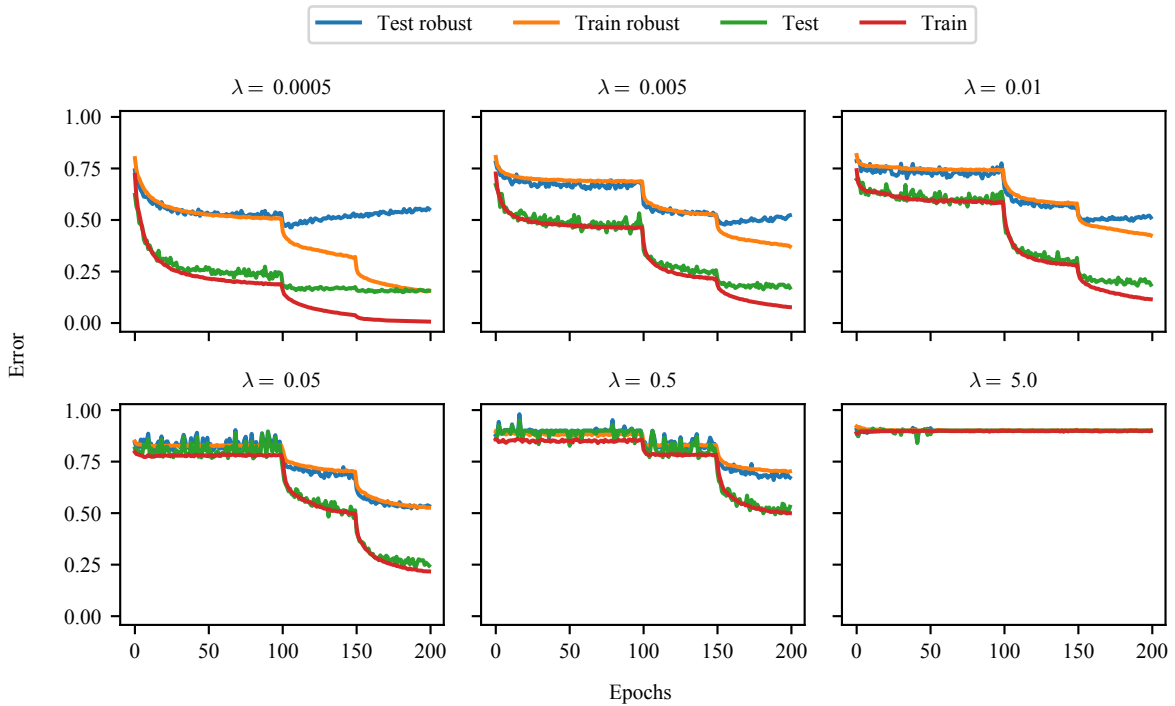 Test robust Train robust Test Train
λ = 0.0005 λ = 0.005 λ = 0.01
1.00
0.75
0.50
0.25
0.00
Error
λ = 0.05 λ = 0.5 λ = 5.0
1.00
0.75
0.50
0.25
0.00
0 50 100 150 200 0 50 100 150 200 0 50 100 150 200
Epochs